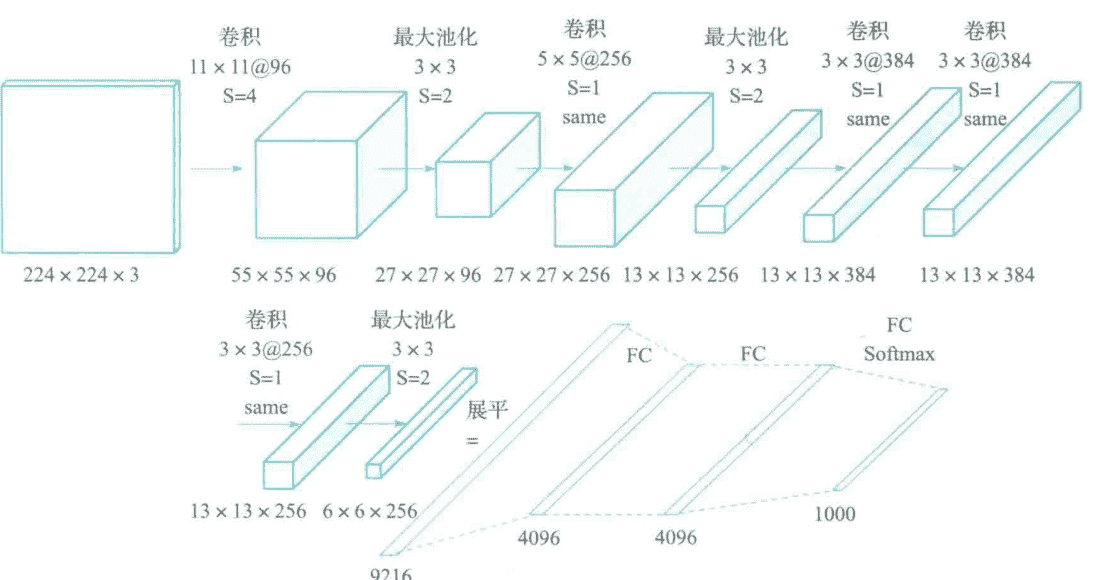 卷积
11×11@96
S=4
最大池化
3×3
S=2
卷积
5×5@256
S=1
same
最大池化
3×3
S=2
卷积
3×3@384
S=1
same
卷积
3×3@384
S=1
same
224×224×3
55×55×96
27×27×96
27×27×256
13×13×256
13×13×384
13×13×384
卷积
3×3@256
S=1
same
最大池化
3×3
S=2
展平
=
FC
FC
FC
Softmax
13×13×256
6×6×256
9216
4096
4096
1000